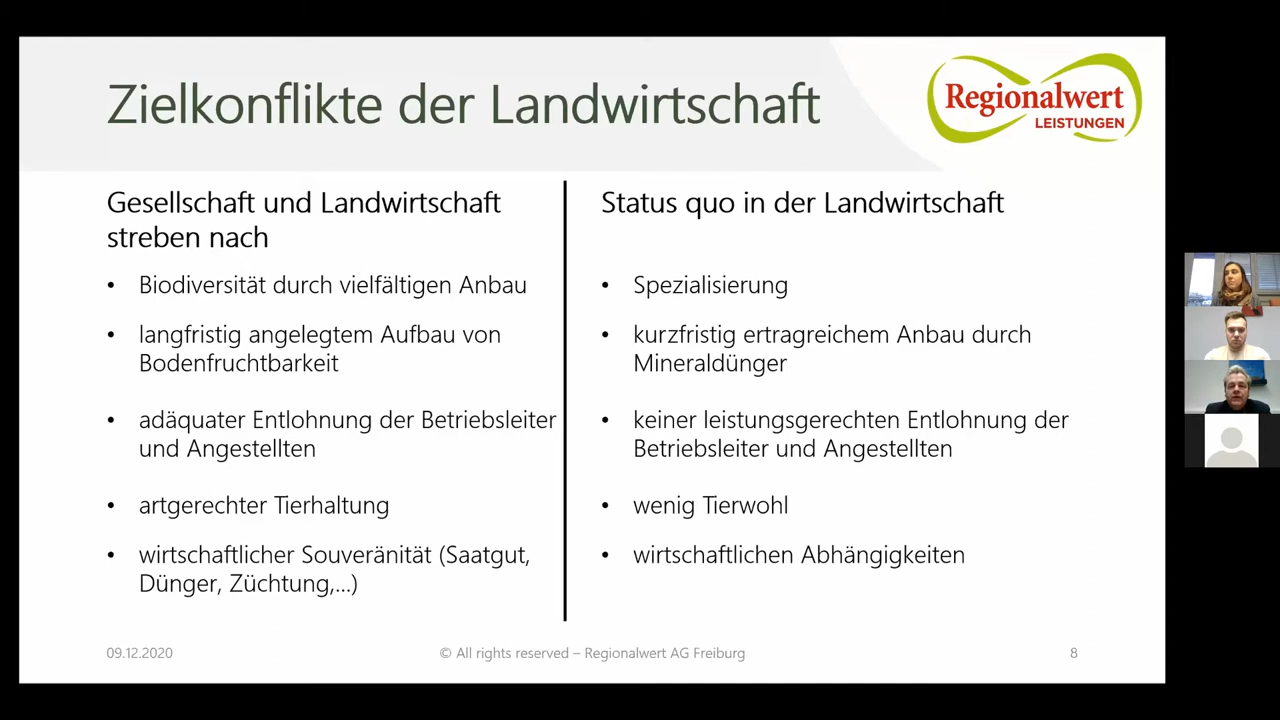 Zielkonflikte der Landwirtschaft
Regionalwert
LEISTUNGEN
Gesellschaft und Landwirtschaft
streben nach
• Biodiversität durch vielfältigen Anbau
• langfristig angelegtem Aufbau von
Bodenfruchtbarkeit
• adäquater Entlohnung der Betriebsleiter
und Angestellten
• artgerechter Tierhaltung
• wirtschaftlicher Souveränität (Saatgut,
Dünger, Züchtung,...)
Status quo in der Landwirtschaft
• Spezialisierung
• kurzfristig ertragreichem Anbau durch
Mineraldünger
• keiner leistungsgerechten Entlohnung der
Betriebsleiter und Angestellten
• wenig Tierwohl
• wirtschaftlichen Abhängigkeiten
09.12.2020
© All rights reserved – Regionalwert AG Freiburg
8